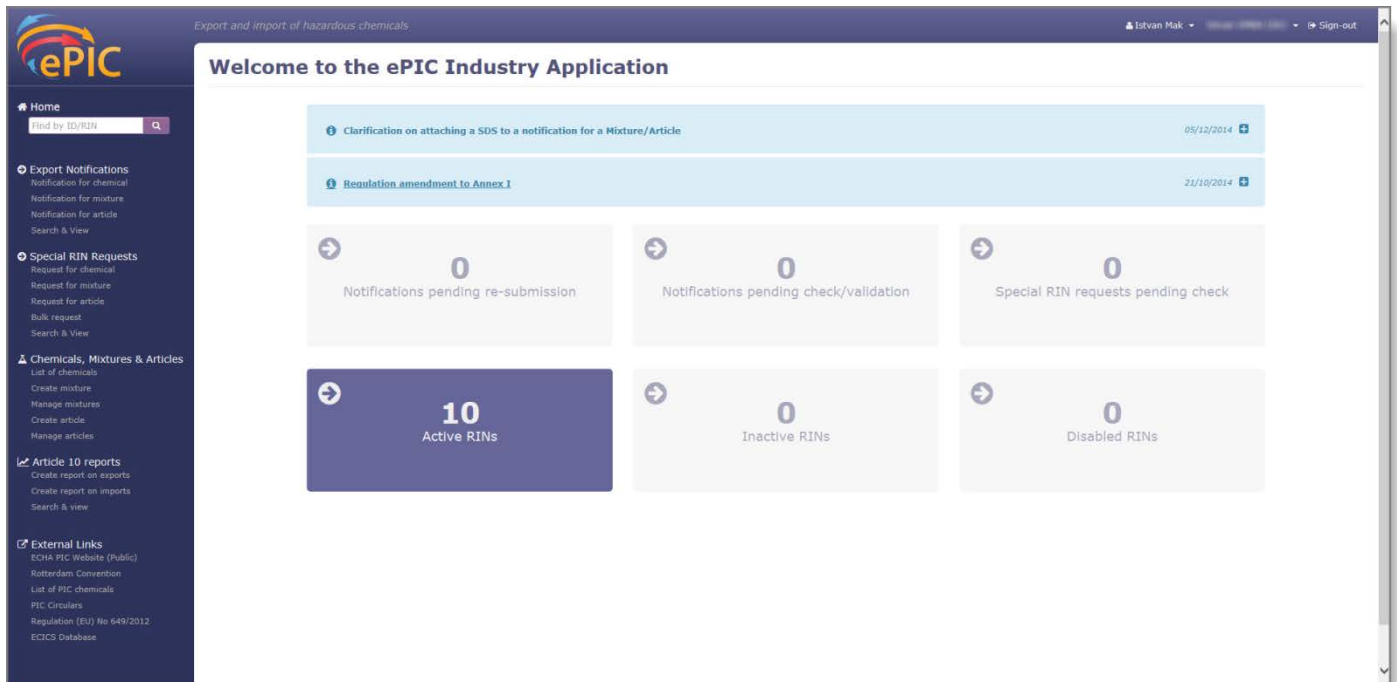 ePIC
Export and import of hazardous chemicals
Istvan Mak
Sign-out
Home
Find by ID/RIN
Export Notifications
Notification for chemical
Notification for mixture
Notification for article
Search & View
Special RIN Requests
Request for chemical
Request for mixture
Request for article
Bulk request
Search & View
Chemicals, Mixtures & Articles
List of chemicals
Create mixture
Manage mixtures
Create article
Manage articles
Article 10 reports
Create report on exports
Create report on imports
Search & view
External Links
ECHA PIC Website (Public)
Rotterdam Convention
List of PIC chemicals
PIC Circulars
Regulation (EU) No 649/2012
ECICS Database
Welcome to the ePIC Industry Application
Clarification on attaching a SDS to a notification for a Mixture/Article 05/12/2014
Regulation amendment to Annex I 21/10/2014
0
Notifications pending re-submission
0
Notifications pending check/validation
0
Special RIN requests pending check
10
Active RINs
0
Inactive RINs
0
Disabled RINs